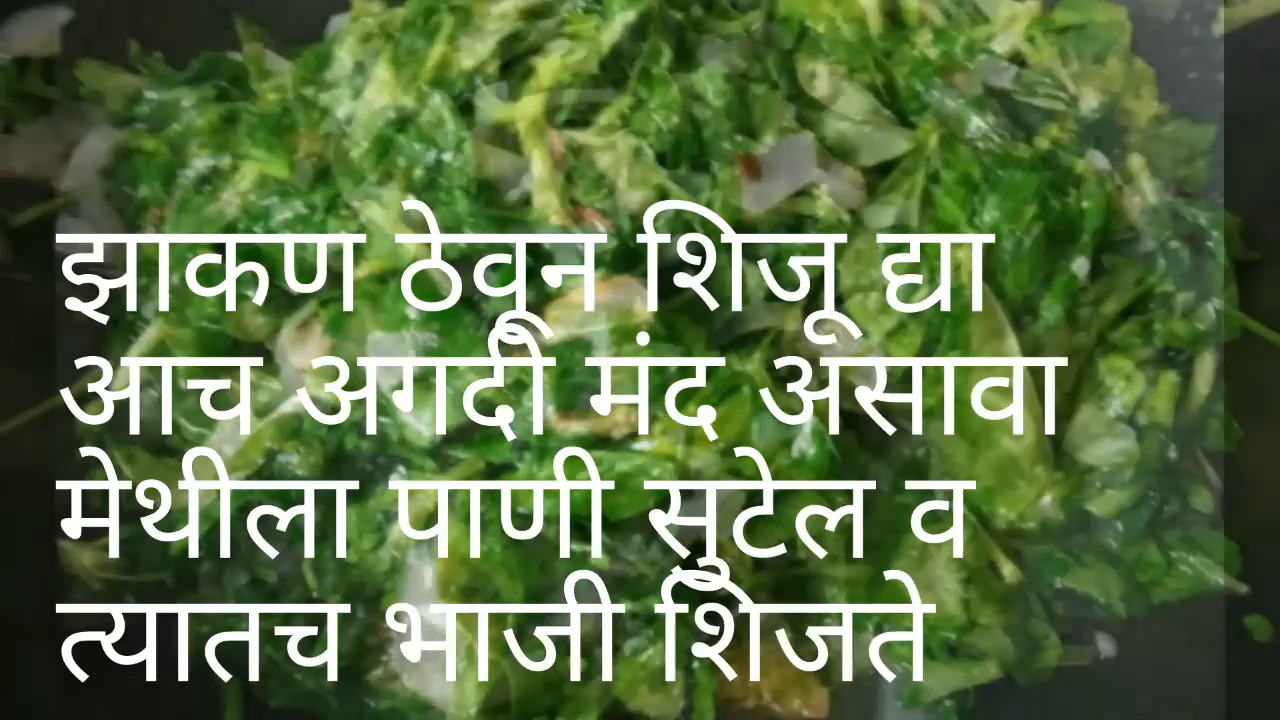 झाकण ठेवून शिजू द्या
आच अगदी मंद असावा
मेथीला पाणी सुटेल व
त्यातच भाजी शिजते